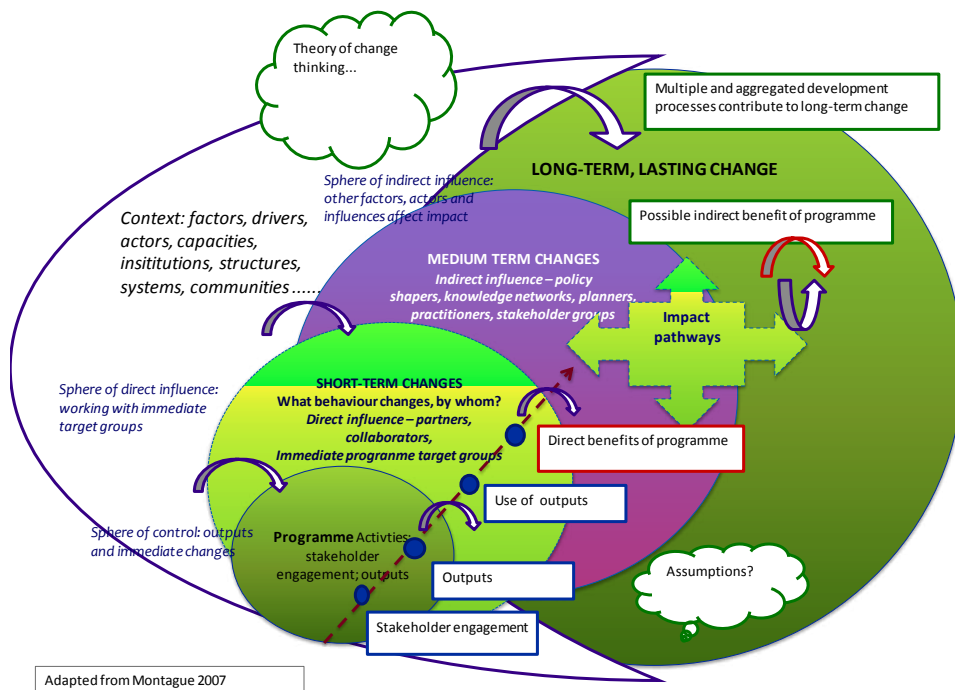 Theory of change
thinking...
Multiple and aggregated development
processes contribute to long-term change
LONG-TERM, LASTING CHANGE
Sphere of indirect influence:
other factors, actors and
influences affect impact
Possible indirect benefit of programme
Context: factors, drivers,
actors, capacities,
insititutions, structures,
systems, communities ......
MEDIUM TERM CHANGES
Indirect influence – policy
shapers, knowledge networks, planners,
practitioners, stakeholder groups
Impact
pathways
SHORT-TERM CHANGES
What behaviour changes, by whom?
Direct influence – partners,
collaborators,
Immediate programme target groups
Sphere of direct influence:
working with immediate
target groups
Direct benefits of programme
Use of outputs
Sphere of control: outputs
and immediate changes
Programme Activties:
stakeholder
engagement; outputs
Outputs
Assumptions?
Stakeholder engagement
Adapted from Montague 2007